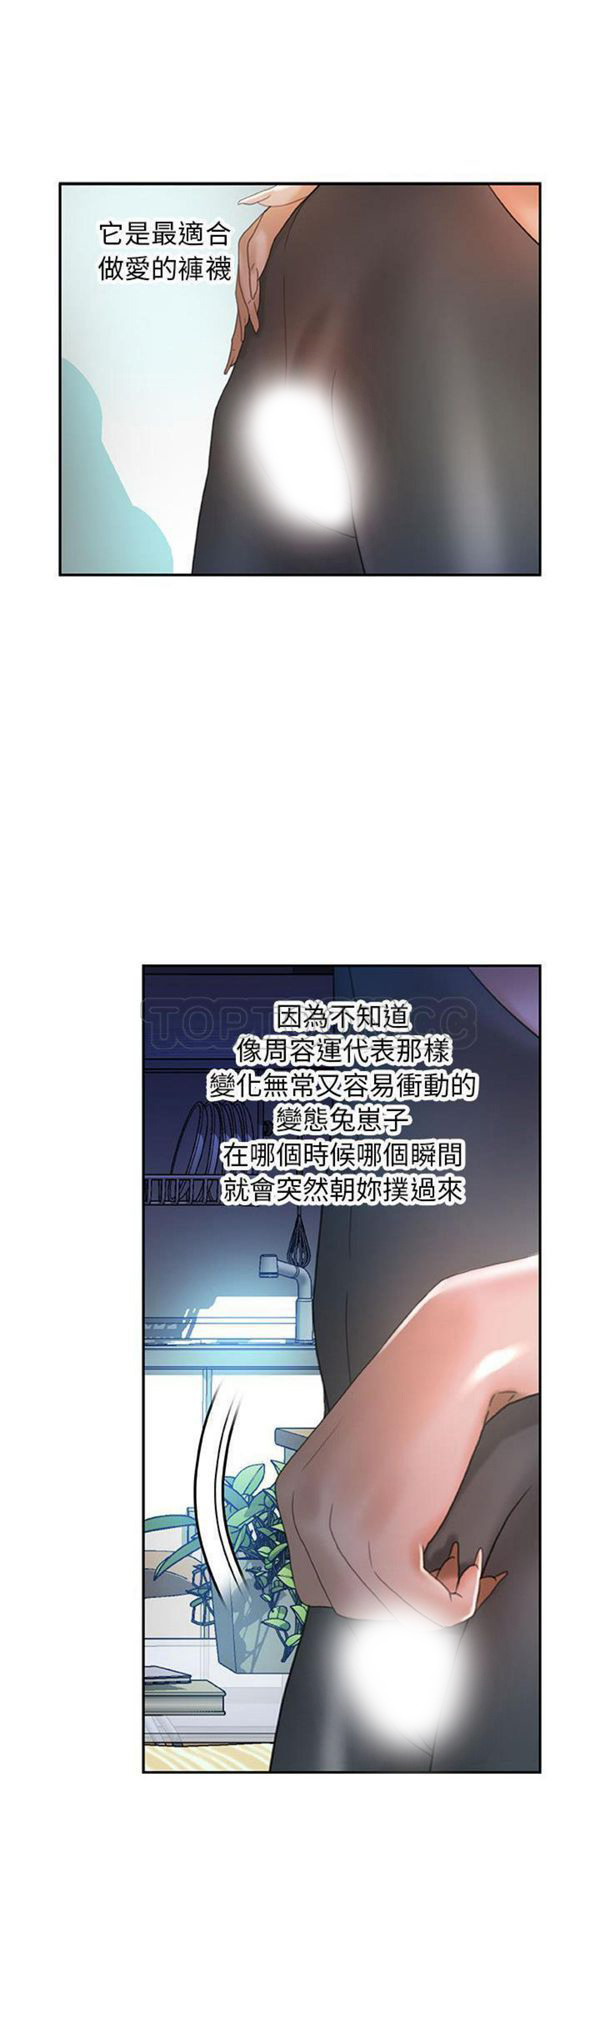 它是最適合
做愛的褲襪
因為不知道
像周容運代表那樣
變化無常又容易衝動的
變態兔崽子
在哪個時候哪個瞬間
就會突然朝妳撲過來